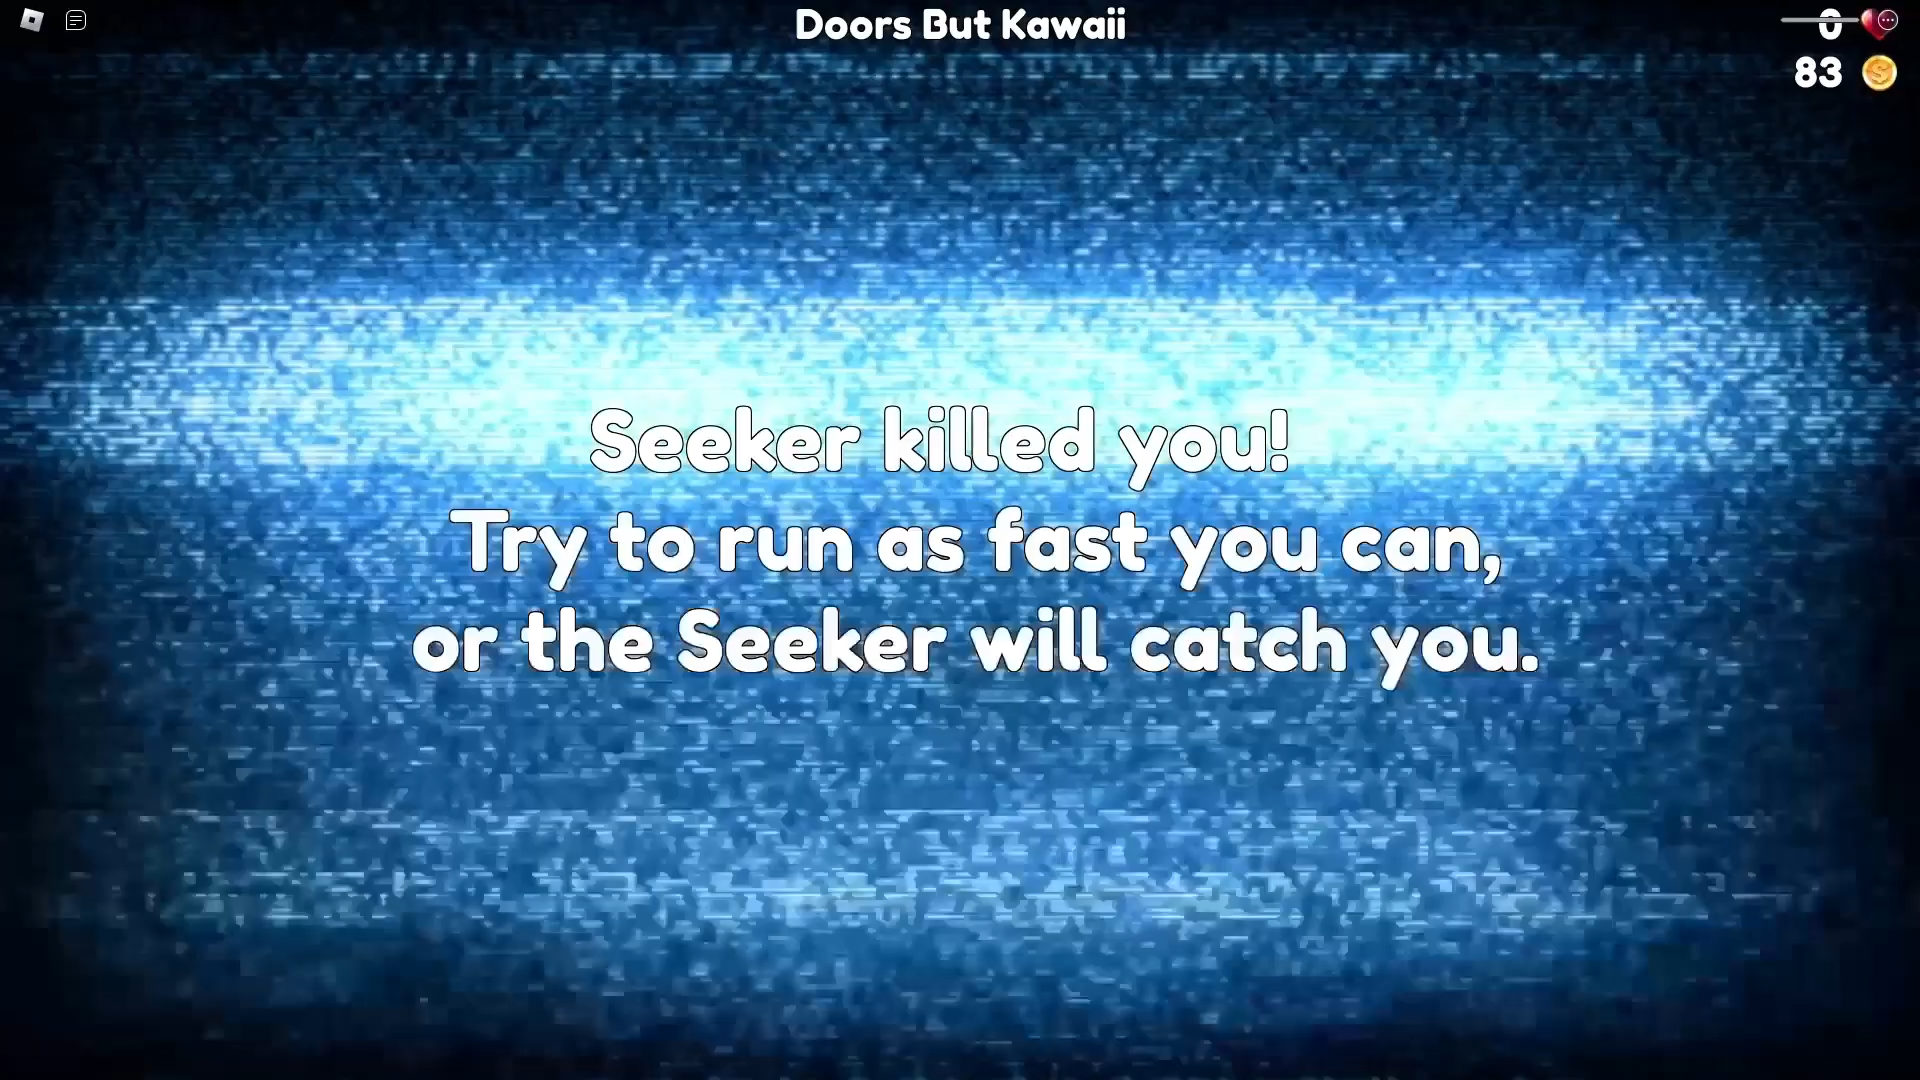 Doors But Kawaii
0
83
Seeker killed you!
Try to run as fast you can,
or the Seeker will catch you.